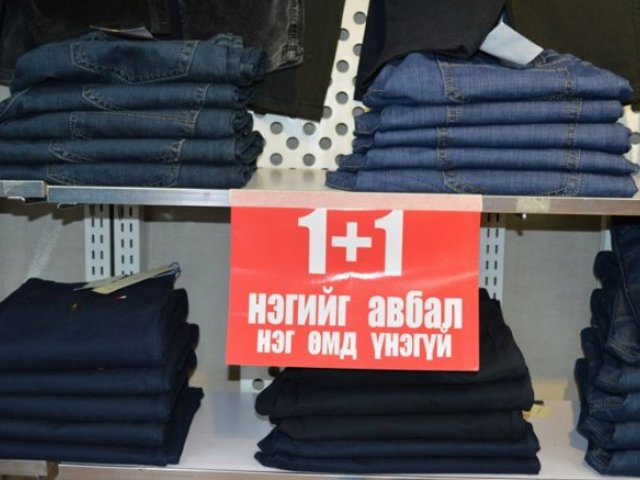 1+1
нэгийг авбал
нэг өмд үнэгүй